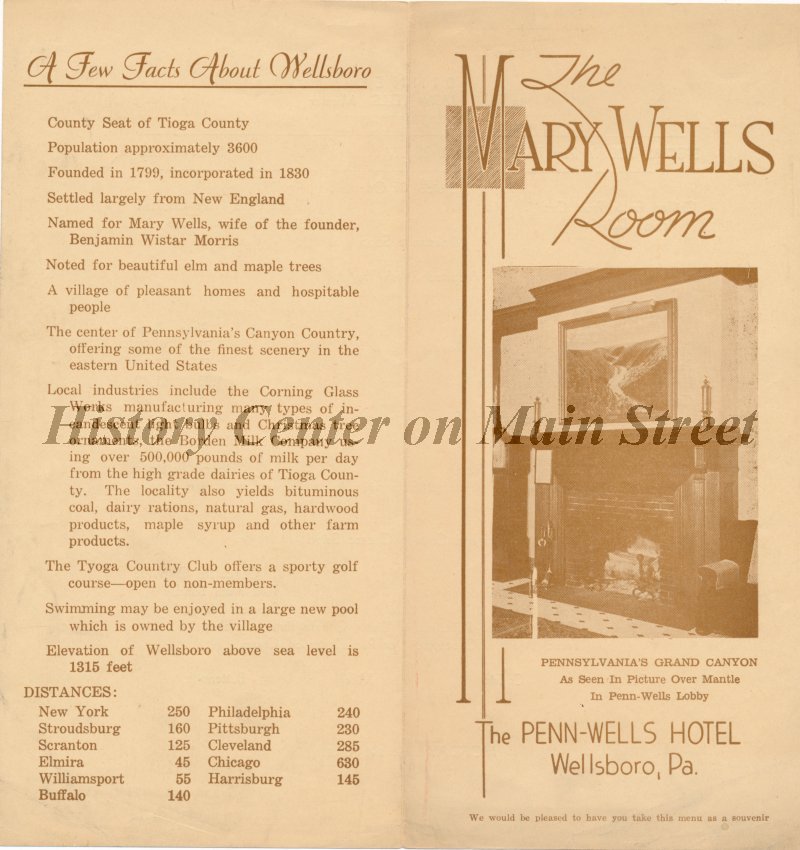 A Few Facts About Wellsboro
County Seat of Tioga County
Population approximately 3600
Founded in 1799, incorporated in 1830
Settled largely from New England
Named for Mary Wells, wife of the founder,
Benjamin Wistar Morris
Noted for beautiful elm and maple trees
A village of pleasant homes and hospitable
people
The center of Pennsylvania's Canyon Country,
offering some of the finest scenery in the
eastern United States
Local industries include the Corning Glass
Works manufacturing many types of in-
candescent light bulbs and Christmas tree
ornaments, the Borden Milk Company us-
ing over 500,000 pounds of milk per day
from the high grade dairies of Tioga Coun-
ty. The locality also yields bituminous
coal, dairy rations, natural gas, hardwood
products, maple syrup and other farm
products.
The Tyoga Country Club offers a sporty golf
course—open to non-members.
Swimming may be enjoyed in a large new pool
which is owned by the village
Elevation of Wellsboro above sea level is
1315 feet
DISTANCES:
New York 250 Philadelphia 240
Stroudsburg 160 Pittsburgh 230
Scranton 125 Cleveland 285
Elmira 45 Chicago 630
Williamsport 55 Harrisburg 145
Buffalo 140
The
MARY WELLS
Room
PENNSYLVANIA'S GRAND CANYON
As Seen In Picture Over Mantle
In Penn-Wells Lobby
The PENN-WELLS HOTEL
Wellsboro, Pa.
We would be pleased to have you take this menu as a souvenir
History Center on Main Street